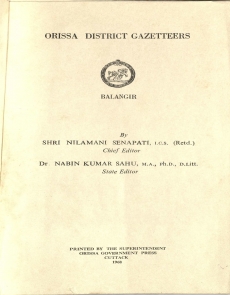 ORISSA DISTRICT GAZETTEERS
BALANGIR
By
SHRI NILAMANI SENAPATI, I.C.S. (Retd.)
Chief Editor
Dr. NABIN KUMAR SAHU, M.A., Ph.D., D.Litt.
State Editor
PRINTED BY THE SUPERINTENDENT
ORISSA GOVERNMENT PRESS
CUTTACK
1968